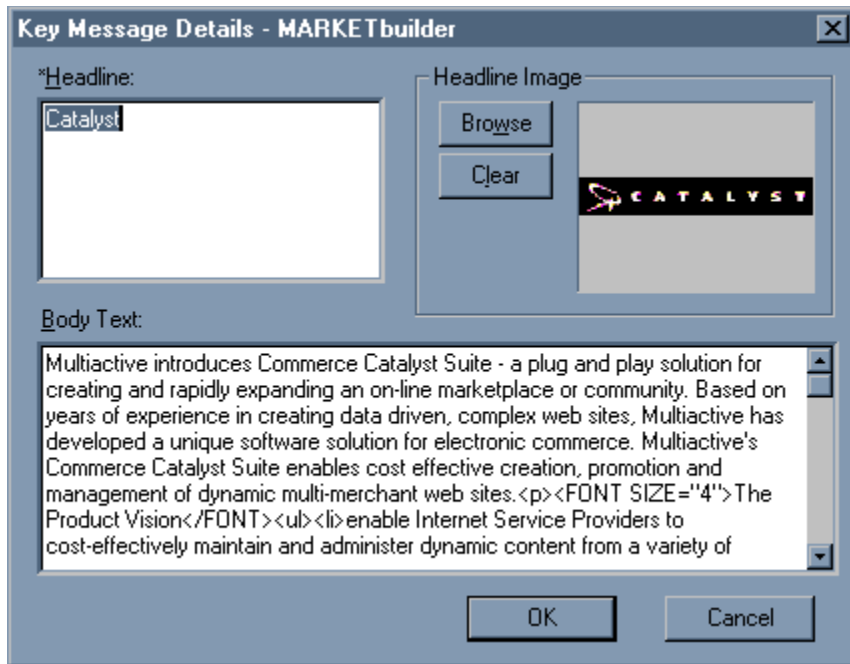 Key Message Details - MARKETbuilder
*Headline:
Catalyst
Headline Image
Browse
Clear
CATALYST
Body Text:
Multiactive introduces Commerce Catalyst Suite - a plug and play solution for
creating and rapidly expanding an on-line marketplace or community. Based on
years of experience in creating data driven, complex web sites, Multiactive has
developed a unique software solution for electronic commerce. Multiactive's
Commerce Catalyst Suite enables cost effective creation, promotion and
management of dynamic multi-merchant web sites.<p><FONT SIZE="4">The
Product Vision</FONT><ul><li>enable Internet Service Providers to
cost-effectively maintain and administer dynamic content from a variety of
OK
Cancel